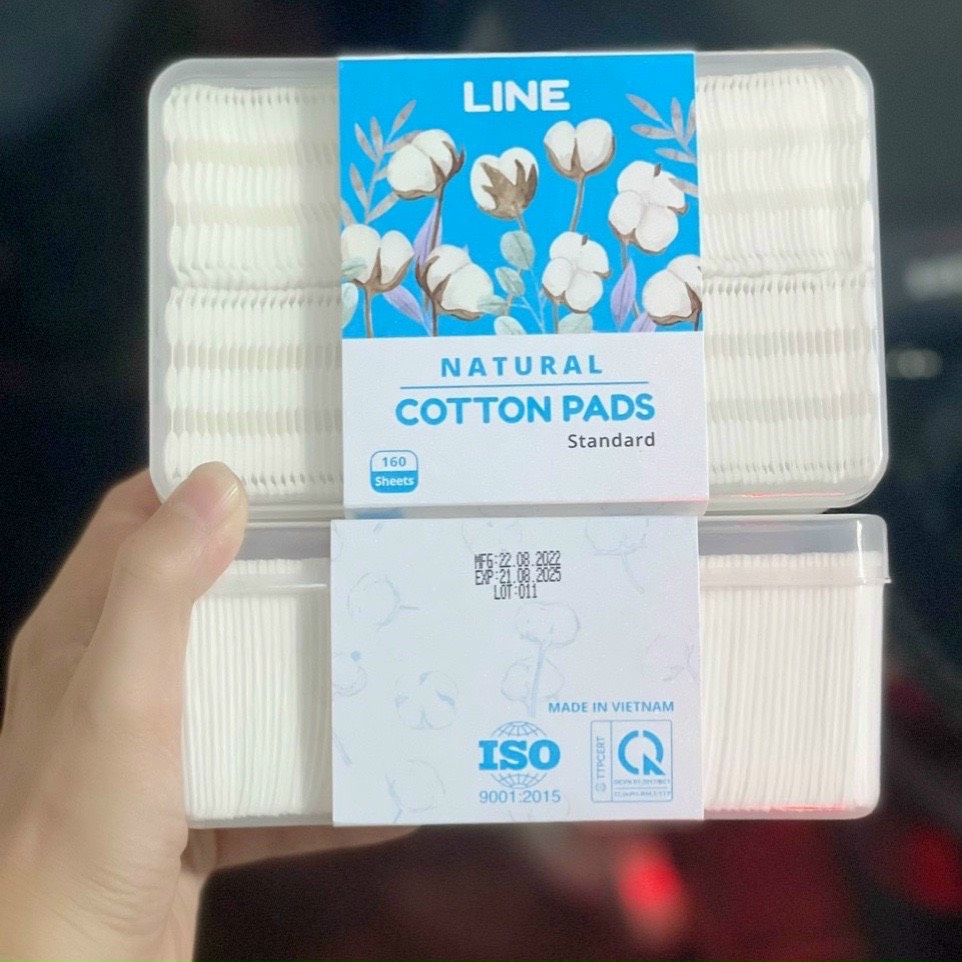 LINE
NATURAL
COTTON PADS
Standard
160
Sheets
MFG:22.08.2022
EXP:21.08.2025
LOT:011
MADE IN VIETNAM
ISO
9001:2015
© TTPCERT